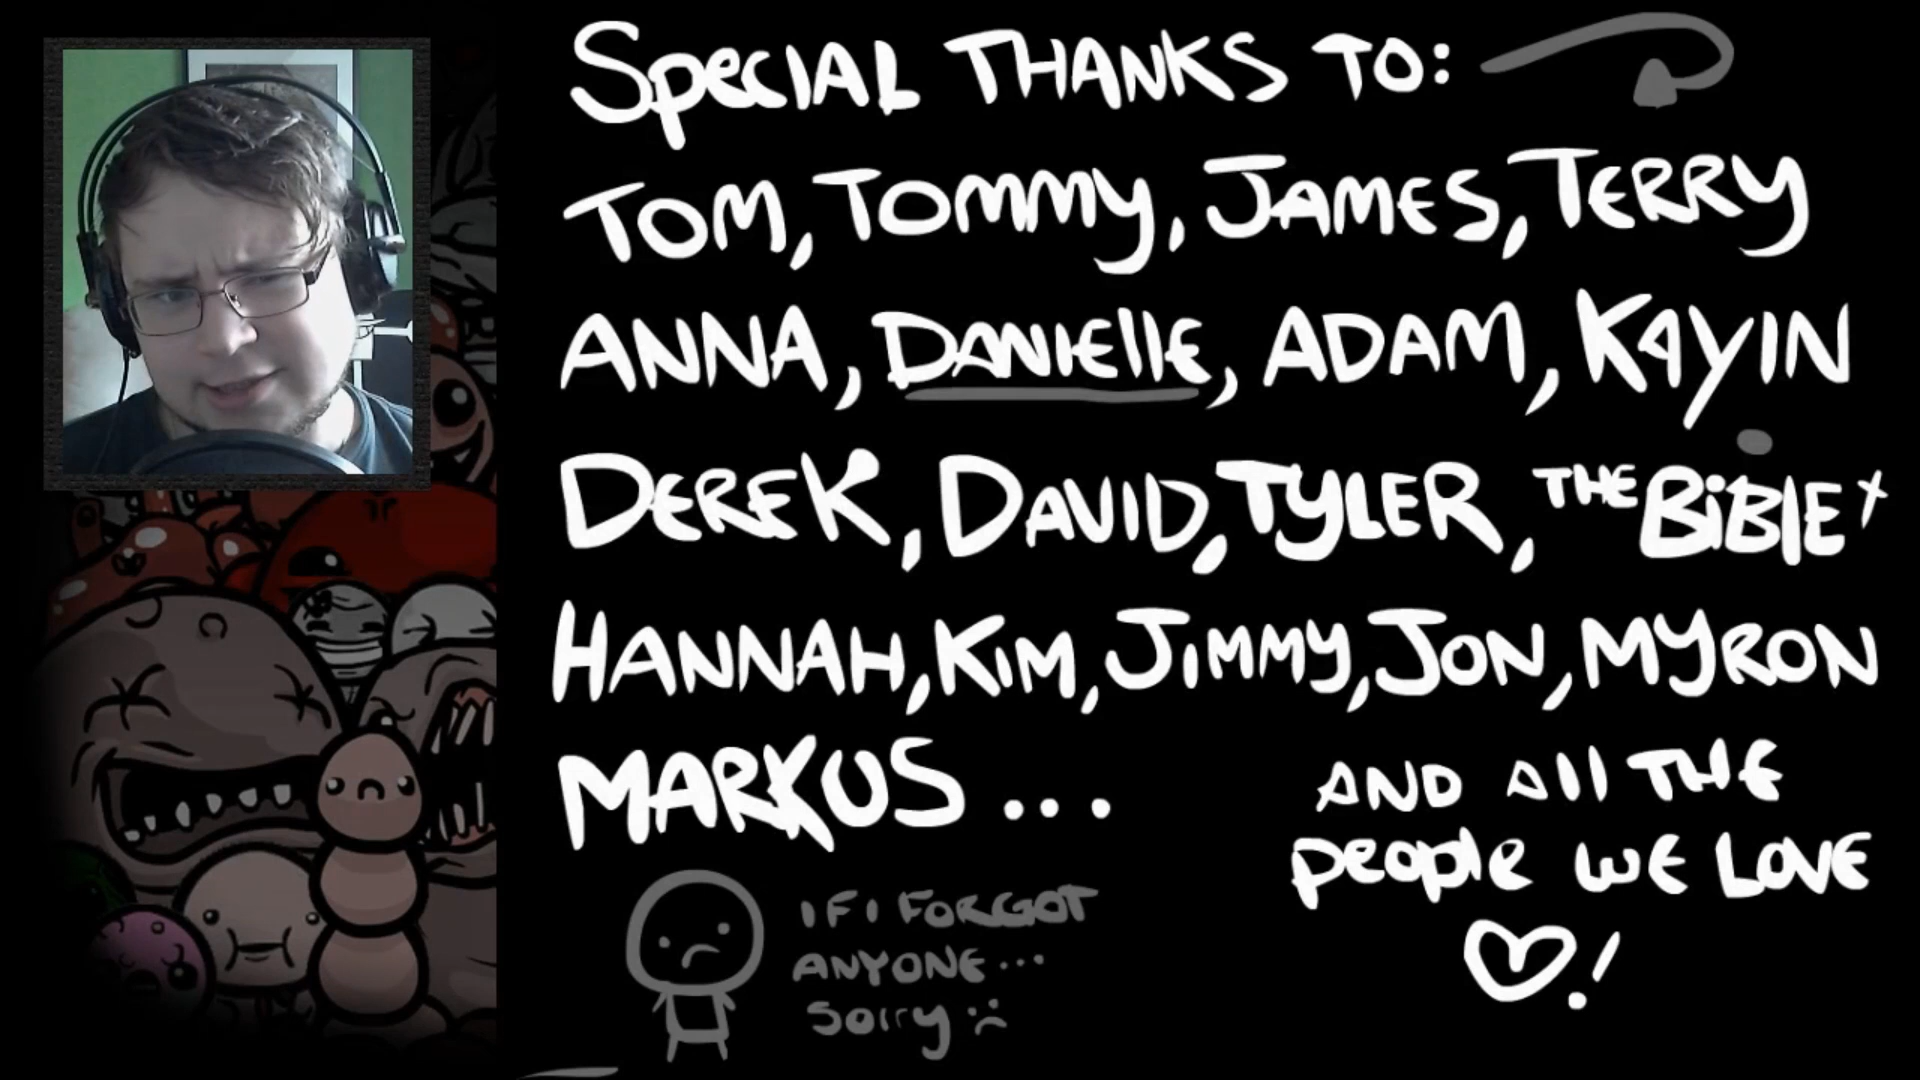 SpecIAL THANKS TO:
TOM, TOMMY, JAMES, TERRY
ANNA, DANIElle, ADAM, KAYIN
DEREK, DAVID, TYLER, THE BiBlE
HANNAH, KiM, JiMMY, JON, MYRON
MARKUS ...
AND All THE
people WE LOVE
♡!
IF I FORGOT
ANYONE...
Sorry :(